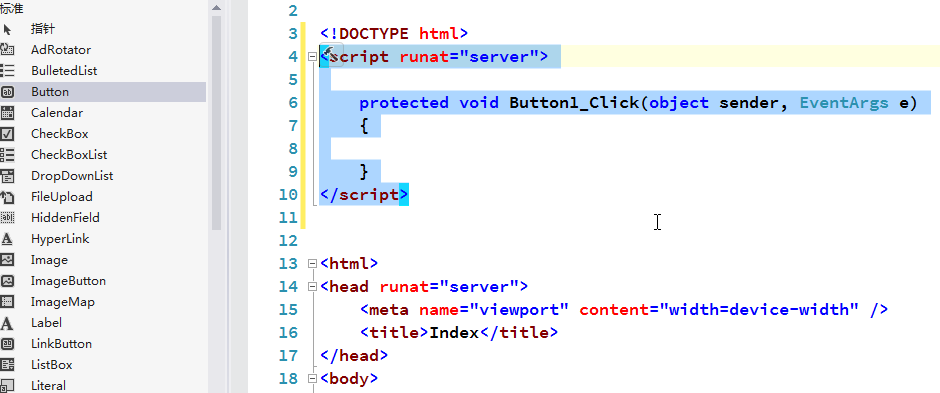 标准
指针
AdRotator
BulletedList
Button
Calendar
CheckBox
CheckBoxList
DropDownList
FileUpload
HiddenField
HyperLink
Image
ImageButton
ImageMap
Label
LinkButton
ListBox
Literal
2
3 <!DOCTYPE html>
4 <script runat="server">
5
6 protected void Button1_Click(object sender, EventArgs e)
7 {
8
9 }
10 </script>
11
12
13 <html>
14 <head runat="server">
15 <meta name="viewport" content="width=device-width" />
16 <title>Index</title>
17 </head>
18 <body>